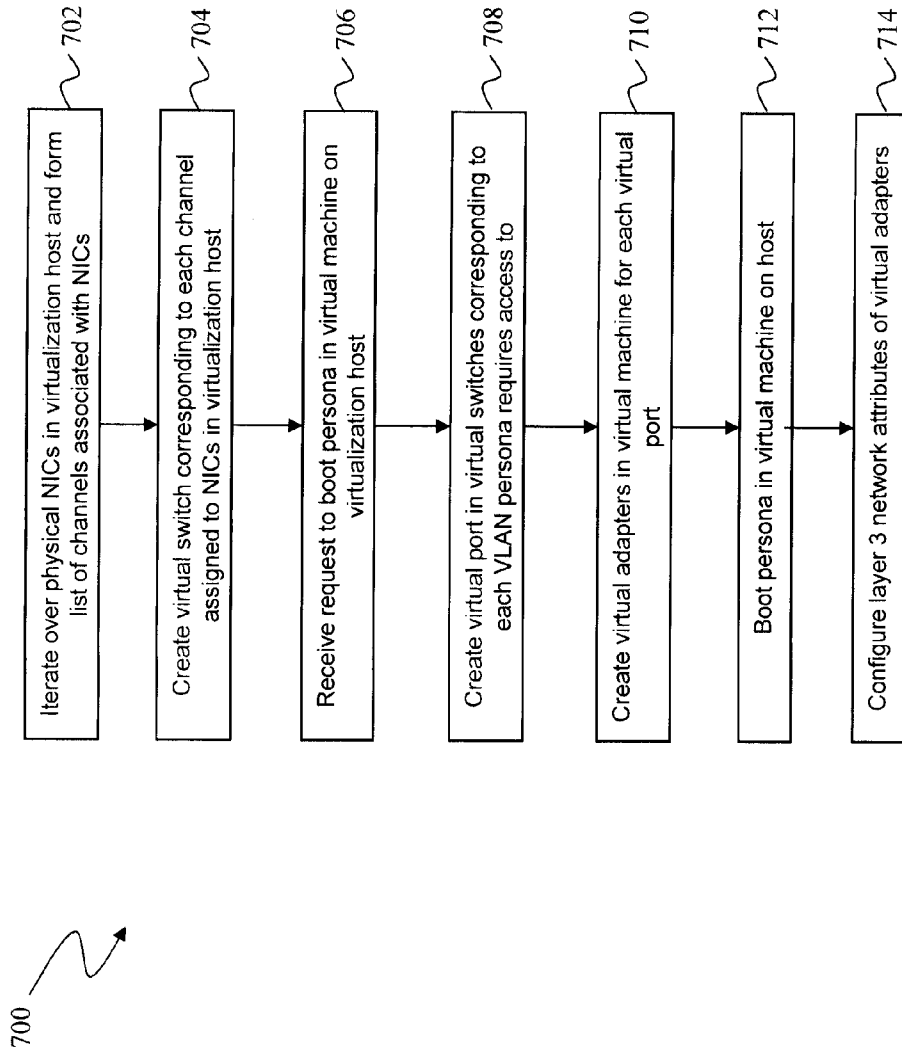 700
Iterate over physical NICs in virtualization host and form
list of channels associated with NICs
702
Create virtual switch corresponding to each channel
assigned to NICs in virtualization host
704
Receive request to boot persona in virtual machine on
virtualization host
706
Create virtual port in virtual switches corresponding to
each VLAN persona requires access to
708
Create virtual adapters in virtual machine for each virtual
port
710
Boot persona in virtual machine on host
712
Configure layer 3 network attributes of virtual adapters
714